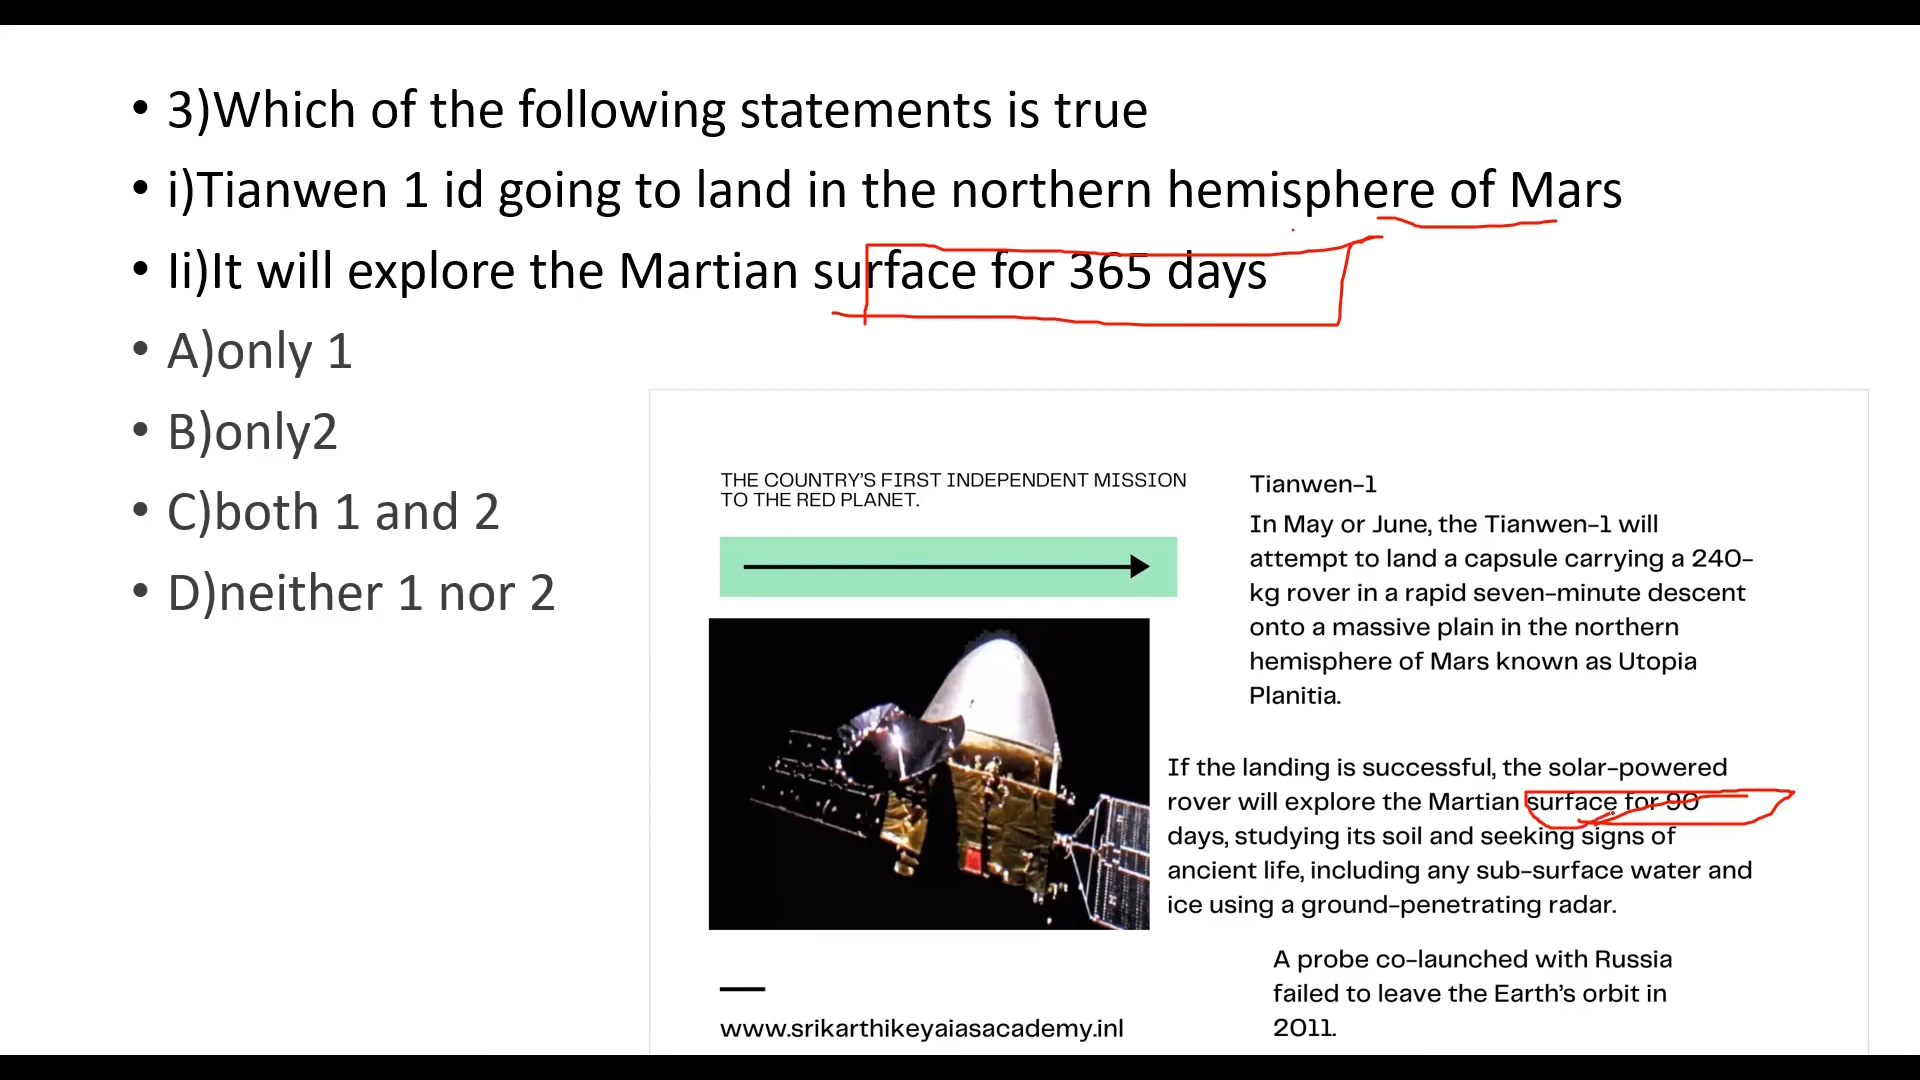 • 3)Which of the following statements is true
• i)Tianwen 1 id going to land in the northern hemisphere of Mars
• Ii)It will explore the Martian surface for 365 days
• A)only 1
• B)only2
• C)both 1 and 2
• D)neither 1 nor 2
THE COUNTRY'S FIRST INDEPENDENT MISSION
TO THE RED PLANET.
Tianwen-1
In May or June, the Tianwen-1 will
attempt to land a capsule carrying a 240-
kg rover in a rapid seven-minute descent
onto a massive plain in the northern
hemisphere of Mars known as Utopia
Planitia.
If the landing is successful, the solar-powered
rover will explore the Martian surface for 90
days, studying its soil and seeking signs of
ancient life, including any sub-surface water and
ice using a ground-penetrating radar.
A probe co-launched with Russia
failed to leave the Earth's orbit in
2011.
www.srikarthikeyaiasacademy.inl